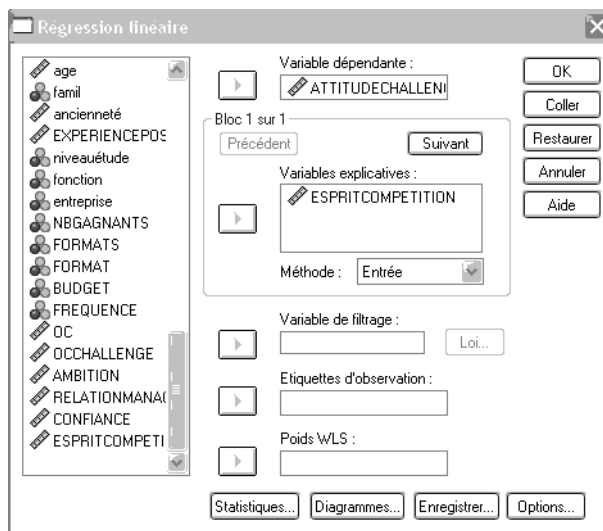 Régression linéaire
age
famil
ancienneté
EXPERIENCEPOS
niveauétude
fonction
entreprise
NBGAGNANTS
FORMATS
FORMAT
BUDGET
FREQUENCE
OC
OCCHALLENGE
AMBITION
RELATIONMANA
CONFIANCE
ESPRITCOMPETI
Variable dépendante :
ATTITUDECHALLEN
Bloc 1 sur 1
Précédent
Suivant
Variables explicatives :
ESPRITCOMPETITION
Méthode :
Entrée
Variable de filtrage :
Loi...
Etiquettes d'observation :
Poids WLS :
OK
Coller
Restaurer
Annuler
Aide
Statistiques...
Diagrammes...
Enregistrer...
Options...